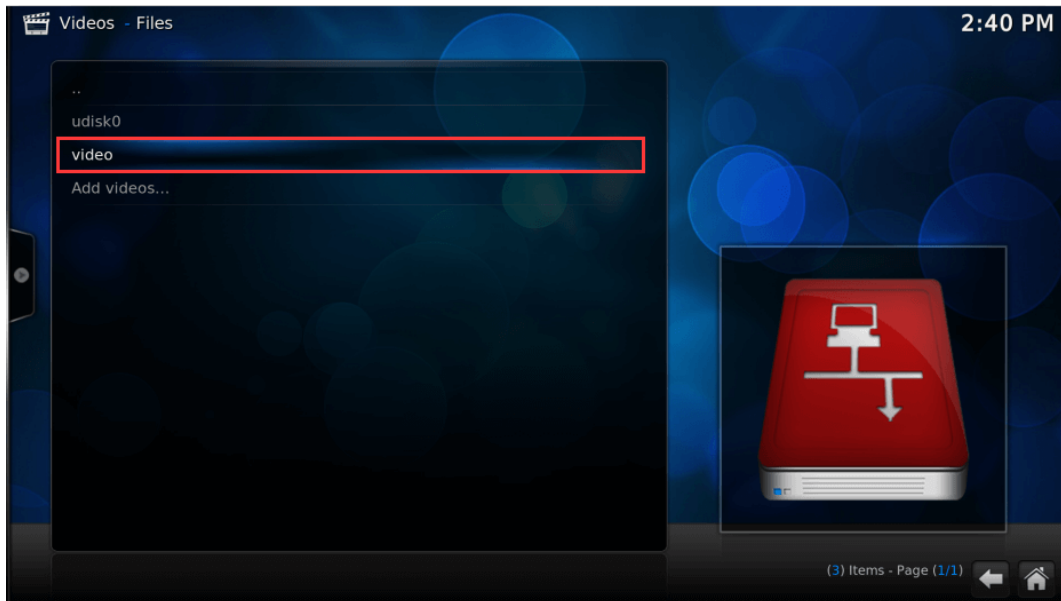 Videos - Files
2:40 PM
..
udisk0
video
Add videos...
(3) Items - Page (1/1)